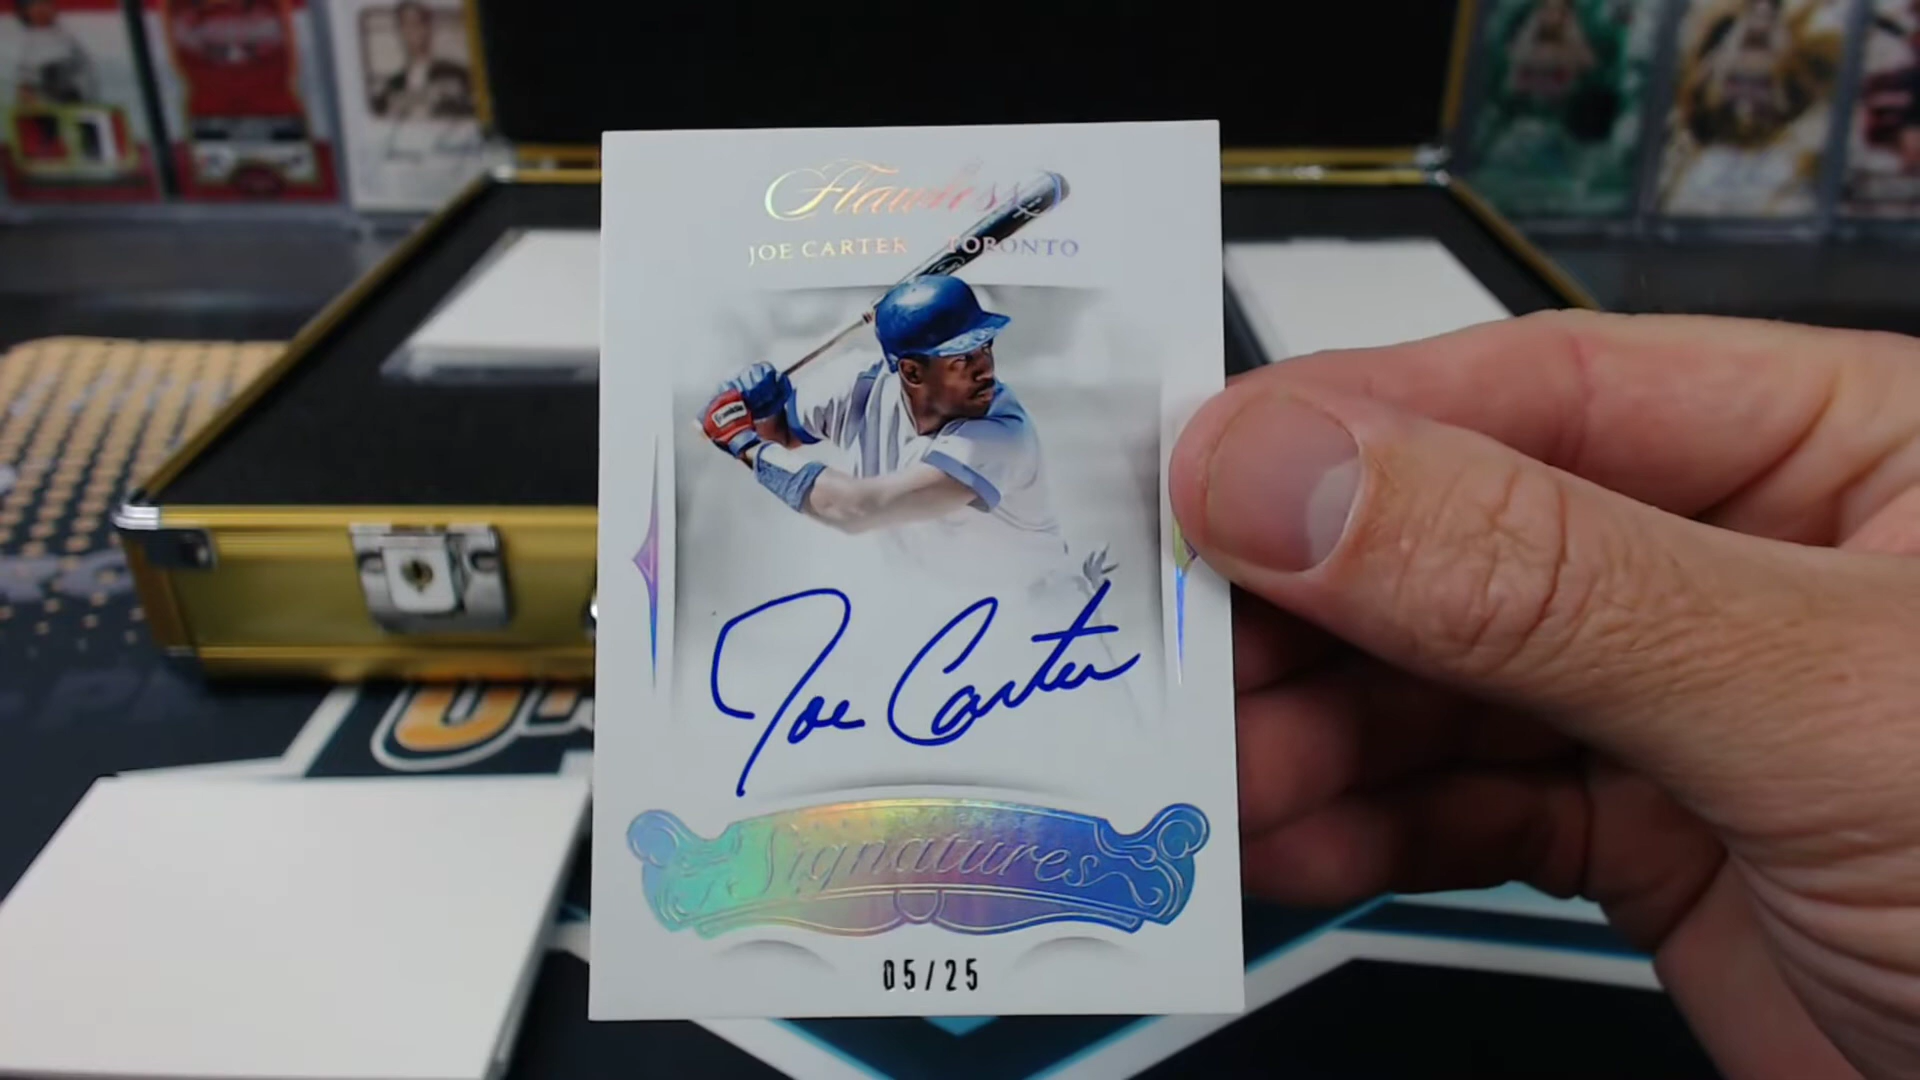 Flawless
JOE CARTER TORONTO
Joe Carter
Signatures
05/25